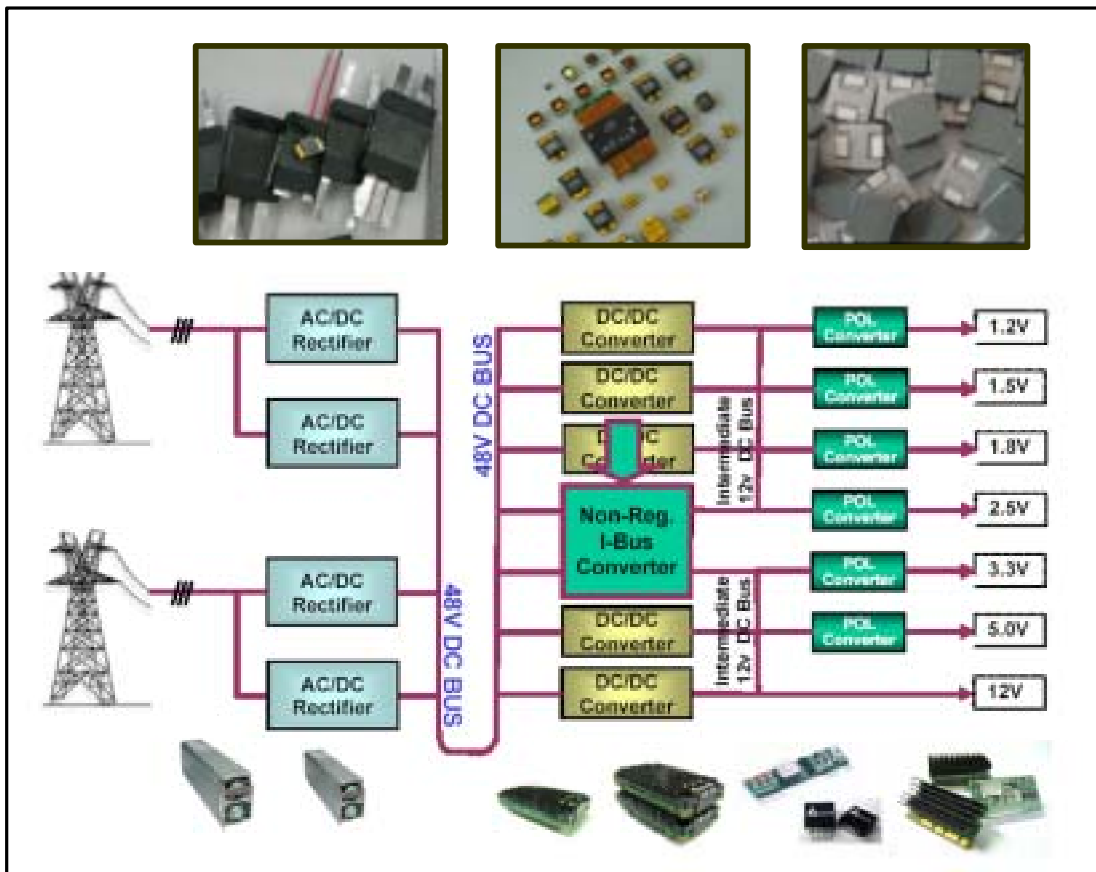 AC/DC
Rectifier
AC/DC
Rectifier
AC/DC
Rectifier
AC/DC
Rectifier
48V DC BUS
48V DC BUS
DC/DC
Converter
DC/DC
Converter
DC/DC
Converter
Non-Reg.
I-Bus
Converter
DC/DC
Converter
DC/DC
Converter
Intermediate
12v DC Bus
Intermediate
12v DC Bus
POL
Converter
POL
Converter
POL
Converter
POL
Converter
POL
Converter
POL
Converter
1.2V
1.5V
1.8V
2.5V
3.3V
5.0V
12V